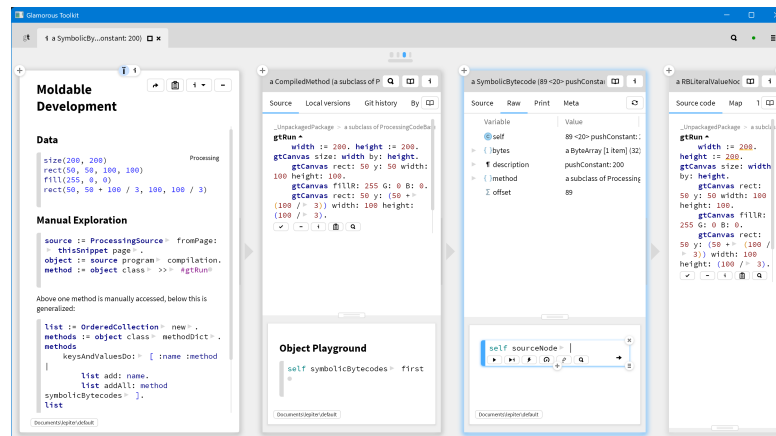 Glamorous Toolkit
gt
a SymbolicBy...onstant: 200)
Moldable
Development
Data
size(200, 200)
Processing
rect(50, 50, 100, 100)
fill(255, 0, 0)
rect(50, 50 + 100 / 3, 100, 100 / 3)
Manual Exploration
source := ProcessingSource fromPage:
thisSnippet page .
object := source program compilation.
method := object class >> #gtRun
Above one method is manually accessed, below this is
generalized:
list := OrderedCollection new .
methods := object class methodDict .
methods
keysAndValuesDo: [ :name :method
|
list add: name.
list addAll: method
symbolicBytecodes ].
list
Documents\lepiter\default
a CompiledMethod (a subclass of P
Source Local versions Git history By
_UnpackagedPackage > a subclass of ProcessingCodeBa
gtRun
width := 200. height := 200.
gtCanvas size: width by: height.
gtCanvas rect: 50 y: 50 width:
100 height: 100.
gtCanvas fillR: 255 G: 0 B: 0.
gtCanvas rect: 50 y: (50 +
(100 / 3)) width: 100 height:
(100 / 3).
Object Playground
self symbolicBytecodes first
Documents\lepiter\default
a SymbolicBytecode (89 <20> pushConsta
Source Raw Print Meta
Variable Value
self 89 <20> pushConstant:
bytes a ByteArray [1 item] (32)
description pushConstant: 200
method a subclass of Processing
offset 89
self sourceNode
Documents\lepiter\default
a RBLiteralValueNod
Source code Map
_UnpackagedPackage > a subcla
gtRun
width := 200.
height := 200.
gtCanvas size: width
by: height.
gtCanvas rect:
50 y: 50 width: 100
height: 100.
gtCanvas fillR:
255 G: 0 B: 0.
gtCanvas rect:
50 y: (50 + (100 /
3)) width: 100
height: (100 / 3).